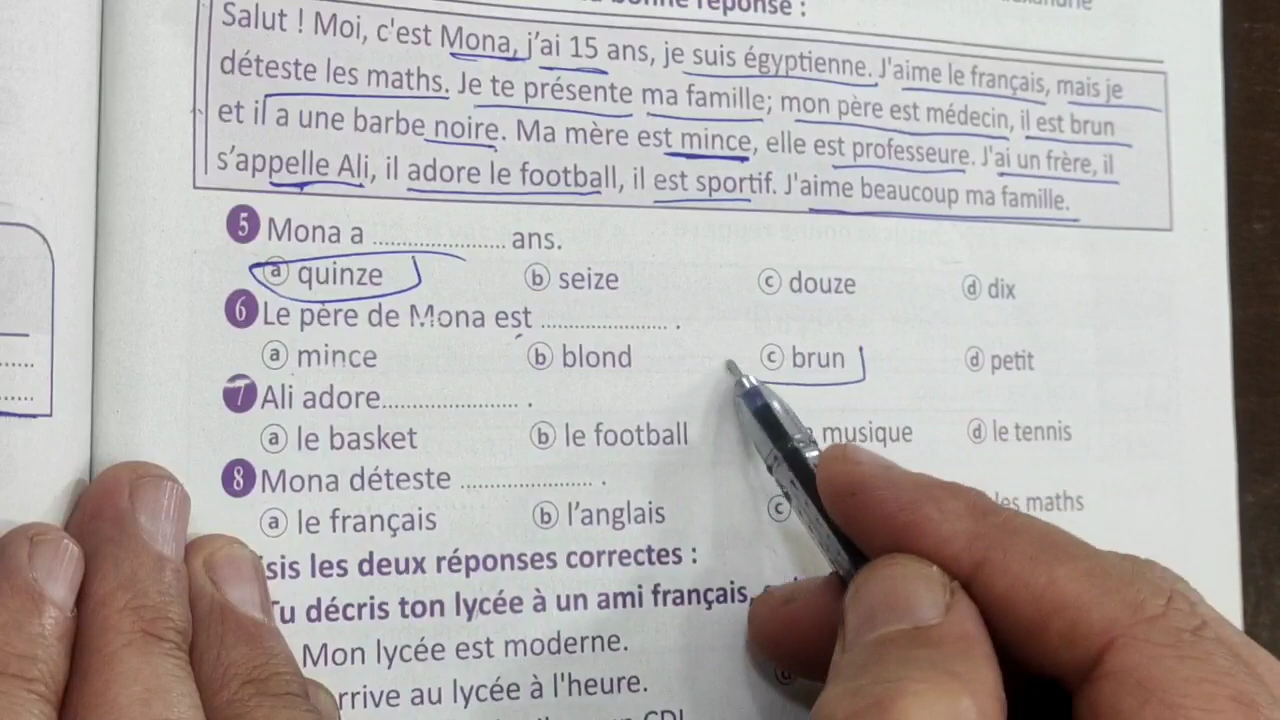 bonne réponse :
Salut ! Moi, c'est Mona, j'ai 15 ans, je suis égyptienne. J'aime le français, mais je
déteste les maths. Je te présente ma famille; mon père est médecin, il est brun
et il a une barbe noire. Ma mère est mince, elle est professeure. J'ai un frère, il
s'appelle Ali, il adore le football, il est sportif. J'aime beaucoup ma famille.
5 Mona a ...................... ans.
a quinze b seize c douze d dix
6 Le père de Mona est ...................... .
a mince b blond c brun d petit
7 Ali adore...................... .
a le basket b le football musique d le tennis
8 Mona déteste ...................... .
a le français b l'anglais c les maths
sis les deux réponses correctes :
Tu décris ton lycée à un ami français,
Mon lycée est moderne.
rrive au lycée à l'heure.
CDI